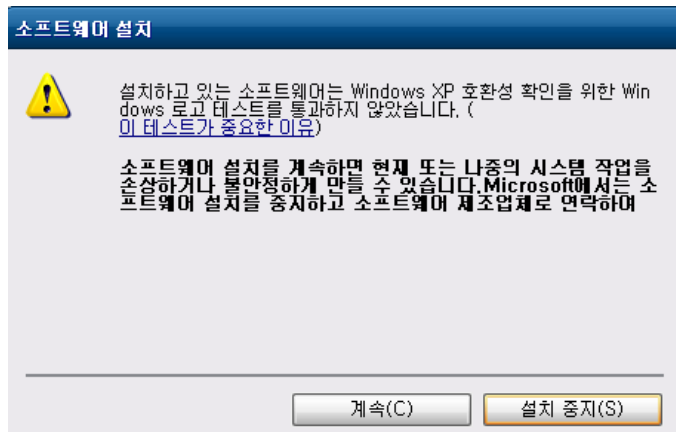 소프트웨어 설치
설치하고 있는 소프트웨어는 Windows XP 호환성 확인을 위한 Win
dows 로고 테스트를 통과하지 않았습니다. (
이 테스트가 중요한 이유)
소프트웨어 설치를 계속하면 현재 또는 나중의 시스템 작업을
손상하거나 불안정하게 만들 수 있습니다.Microsoft에서는 소
프트웨어 설치를 중지하고 소프트웨어 제조업체로 연락하여
계속(C)
설치 중지(S)